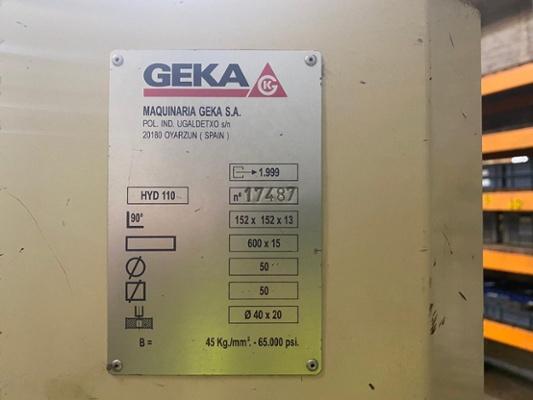 GEKA
MAQUINARIA GEKA S.A.
POL. IND. UGALDETXO s/n
20180 OYARZUN ( SPAIN )
1.999
HYD 110 nº 17487
90° 152 x 152 x 13
600 x 15
50
50
Ø 40 x 20
B = 45 Kg./mm². - 65.000 psi.